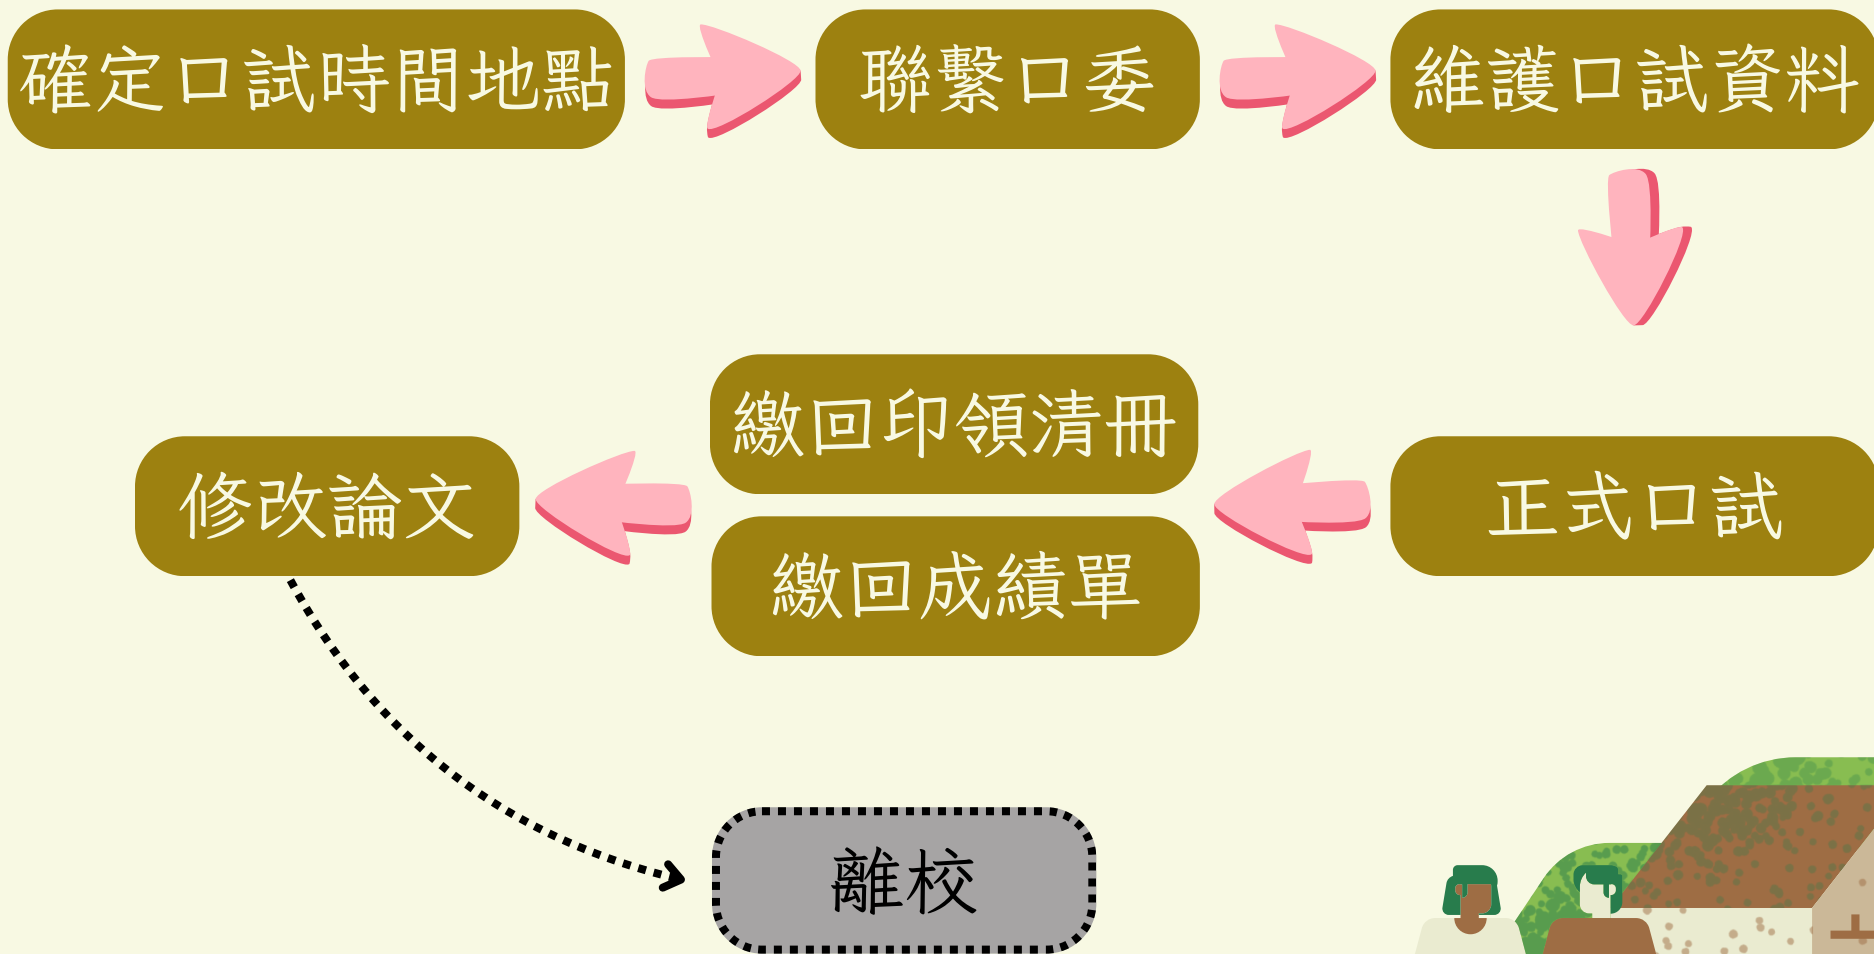 確定口試時間地點
聯繫口委
維護口試資料
正式口試
繳回印領清冊
繳回成績單
修改論文
離校